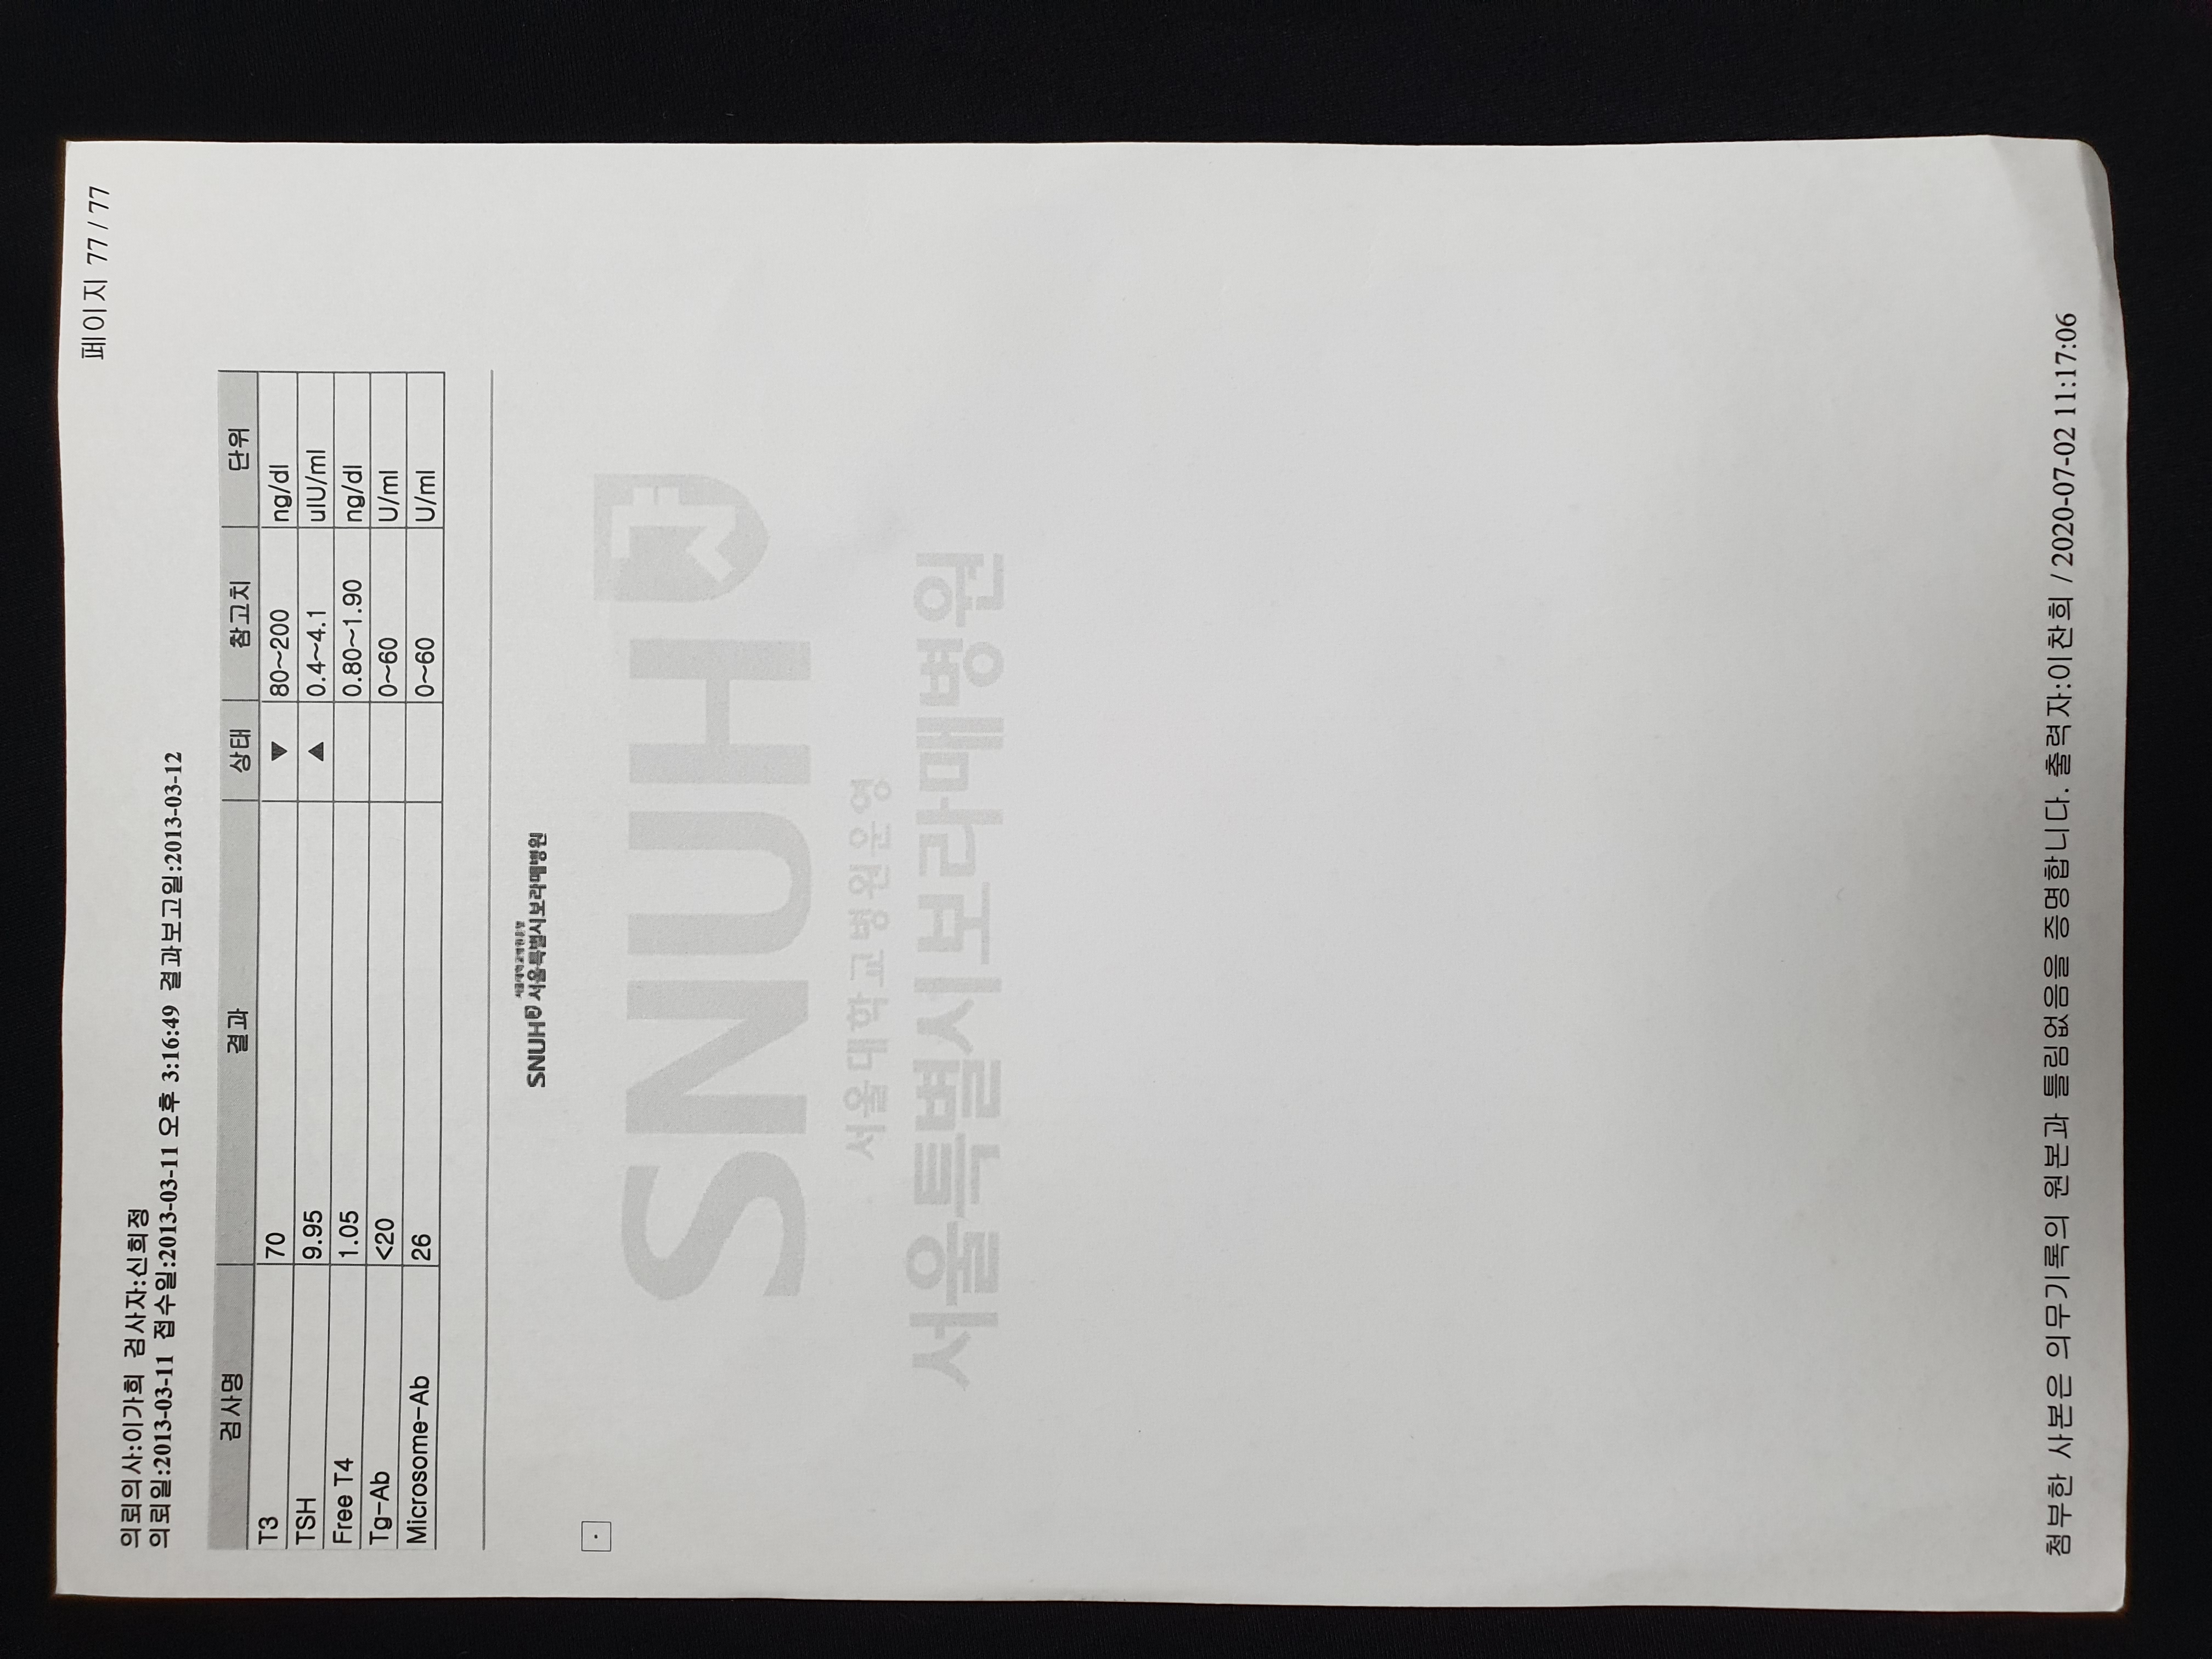 페이지 77 / 77
의뢰의사:이가희 검사자:신희정
의뢰일:2013-03-11 접수일:2013-03-11 오후 3:16:49 결과보고일:2013-03-12
검사명 결과 상태 참고치 단위
T3 70 ▼ 80~200 ng/dl
TSH 9.95 ▲ 0.4~4.1 uIU/ml
Free T4 1.05 0.80~1.90 ng/dl
Tg-Ab <20 0~60 U/ml
Microsome-Ab 26 0~60 U/ml
서울대학교병원운영
SNUH 서울특별시보라매병원
SNUH
서울대학교병원운영
서울특별시보라매병원
첨부한 사본은 의무기록의 원본과 틀림없음을 증명합니다. 출력자:이찬희 / 2020-07-02 11:17:06